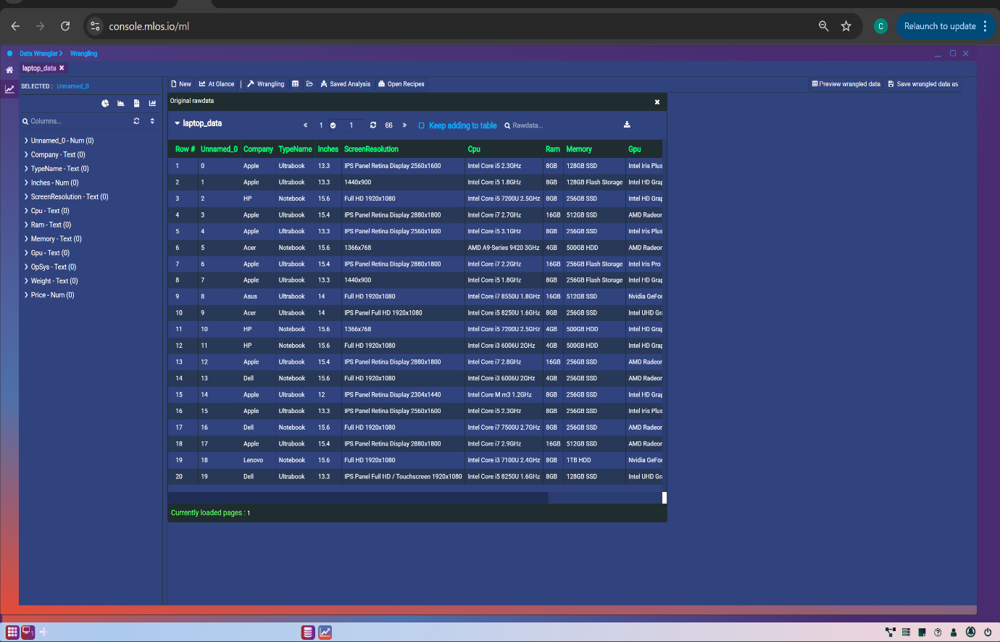 console.mlos.io/ml
C
Relaunch to update
Data Wrangler > Wrangling
laptop_data
SELECTED : Unnamed_0
New At Glance | Wrangling Saved Analysis Open Recipes Preview wrangled data Save wrangled data as
Columns...
Unnamed_0 - Num (0)
Company - Text (0)
TypeName - Text (0)
Inches - Num (0)
ScreenResolution - Text (0)
Cpu - Text (0)
Ram - Text (0)
Memory - Text (0)
Gpu - Text (0)
OpSys - Text (0)
Weight - Text (0)
Price - Num (0)
Original rawdata
laptop_data « 1 1 66 » Keep adding to table Rawdata...
Row # Unnamed_0 Company TypeName Inches ScreenResolution Cpu Ram Memory Gpu
1 0 Apple Ultrabook 13.3 IPS Panel Retina Display 2560x1600 Intel Core i5 2.3GHz 8GB 128GB SSD Intel Iris Plus
2 1 Apple Ultrabook 13.3 1440x900 Intel Core i5 1.8GHz 8GB 128GB Flash Storage Intel HD Grap
3 2 HP Notebook 15.6 Full HD 1920x1080 Intel Core i5 7200U 2.5GHz 8GB 256GB SSD Intel HD Grap
4 3 Apple Ultrabook 15.4 IPS Panel Retina Display 2880x1800 Intel Core i7 2.7GHz 16GB 512GB SSD AMD Radeor
5 4 Apple Ultrabook 13.3 IPS Panel Retina Display 2560x1600 Intel Core i5 3.1GHz 8GB 256GB SSD Intel Iris Plus
6 5 Acer Notebook 15.6 1366x768 AMD A9-Series 9420 3GHz 4GB 500GB HDD AMD Radeor
7 6 Apple Ultrabook 15.4 IPS Panel Retina Display 2880x1800 Intel Core i7 2.2GHz 16GB 256GB Flash Storage Intel Iris Pro
8 7 Apple Ultrabook 13.3 1440x900 Intel Core i5 1.8GHz 8GB 256GB Flash Storage Intel HD Grap
9 8 Asus Ultrabook 14 Full HD 1920x1080 Intel Core i7 8550U 1.8GHz 16GB 512GB SSD Nvidia GeFor
10 9 Acer Ultrabook 14 IPS Panel Full HD 1920x1080 Intel Core i5 8250U 1.6GHz 8GB 256GB SSD Intel UHD Gra
11 10 HP Notebook 15.6 1366x768 Intel Core i5 7200U 2.5GHz 4GB 500GB HDD Intel HD Grap
12 11 HP Notebook 15.6 Full HD 1920x1080 Intel Core i3 6006U 2GHz 4GB 500GB HDD Intel HD Grap
13 12 Apple Ultrabook 15.4 IPS Panel Retina Display 2880x1800 Intel Core i7 2.8GHz 16GB 256GB SSD AMD Radeor
14 13 Dell Notebook 15.6 Full HD 1920x1080 Intel Core i3 6006U 2GHz 4GB 256GB SSD AMD Radeor
15 14 Apple Ultrabook 12 IPS Panel Retina Display 2304x1440 Intel Core M m3 1.2GHz 8GB 256GB SSD Intel HD Grap
16 15 Apple Ultrabook 13.3 IPS Panel Retina Display 2560x1600 Intel Core i5 2.3GHz 8GB 256GB SSD Intel Iris Plus
17 16 Dell Notebook 15.6 Full HD 1920x1080 Intel Core i7 7500U 2.7GHz 8GB 256GB SSD AMD Radeor
18 17 Apple Ultrabook 15.4 IPS Panel Retina Display 2880x1800 Intel Core i7 2.9GHz 16GB 512GB SSD AMD Radeor
19 18 Lenovo Notebook 15.6 Full HD 1920x1080 Intel Core i3 7100U 2.4GHz 8GB 1TB HDD Nvidia GeFor
20 19 Dell Ultrabook 13.3 IPS Panel Full HD / Touchscreen 1920x1080 Intel Core i5 8250U 1.6GHz 8GB 128GB SSD Intel UHD Gra
Currently loaded pages : 1